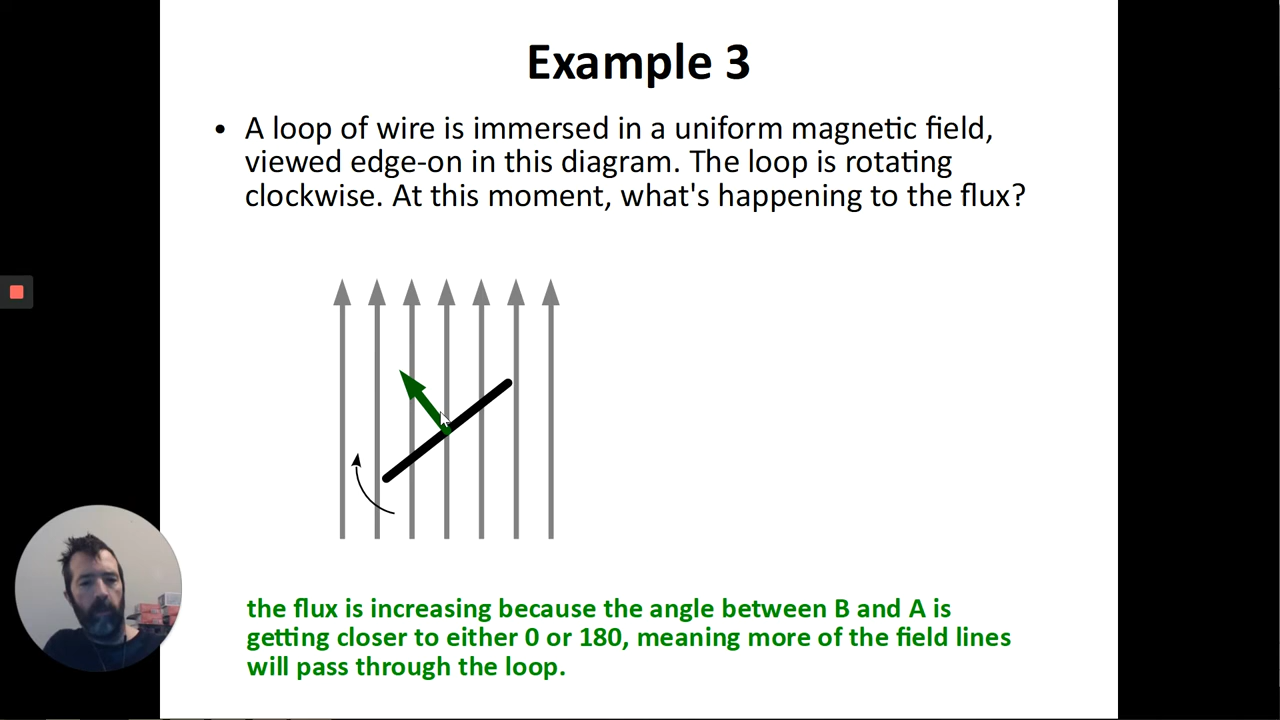 Example 3
• A loop of wire is immersed in a uniform magnetic field,
viewed edge-on in this diagram. The loop is rotating
clockwise. At this moment, what's happening to the flux?
the flux is increasing because the angle between B and A is
getting closer to either 0 or 180, meaning more of the field lines
will pass through the loop.